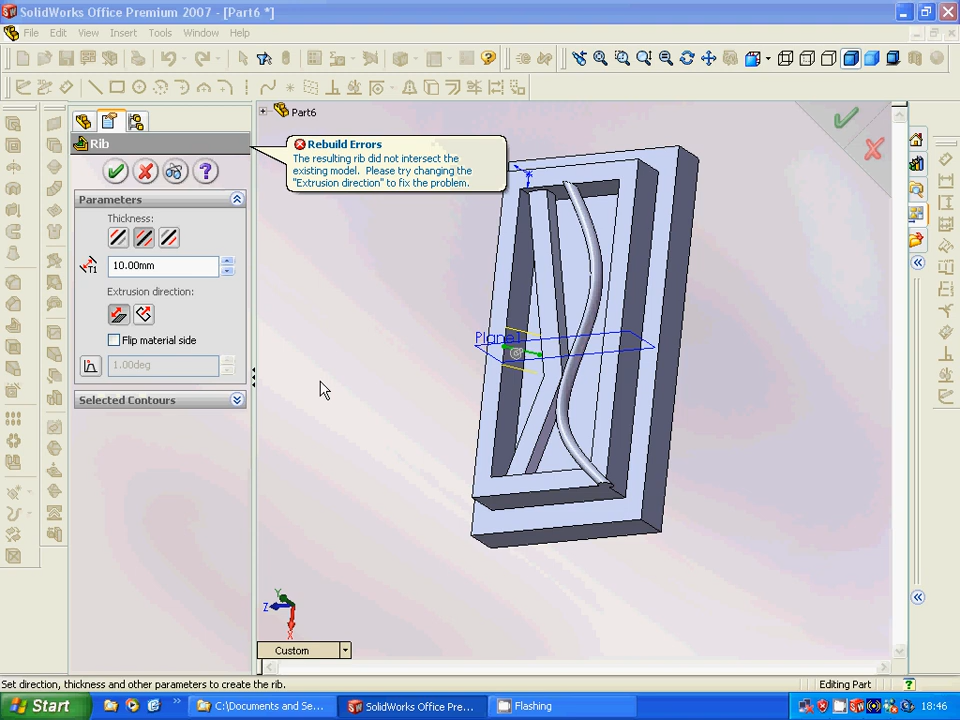 SolidWorks Office Premium 2007 - [Part6 *]
File Edit View Insert Tools Window Help
Part6
Rib
Rebuild Errors
The resulting rib did not intersect the
existing model. Please try changing the
"Extrusion direction" to fix the problem.
Parameters
Thickness:
T1
10.00mm
Extrusion direction:
Flip material side
1.00deg
Selected Contours
Plane1
Y
Z
X
Custom
Set direction, thickness and other parameters to create the rib.
Editing Part
Start
C:\Documents and Se...
SolidWorks Office Pre...
Flashing
18:46